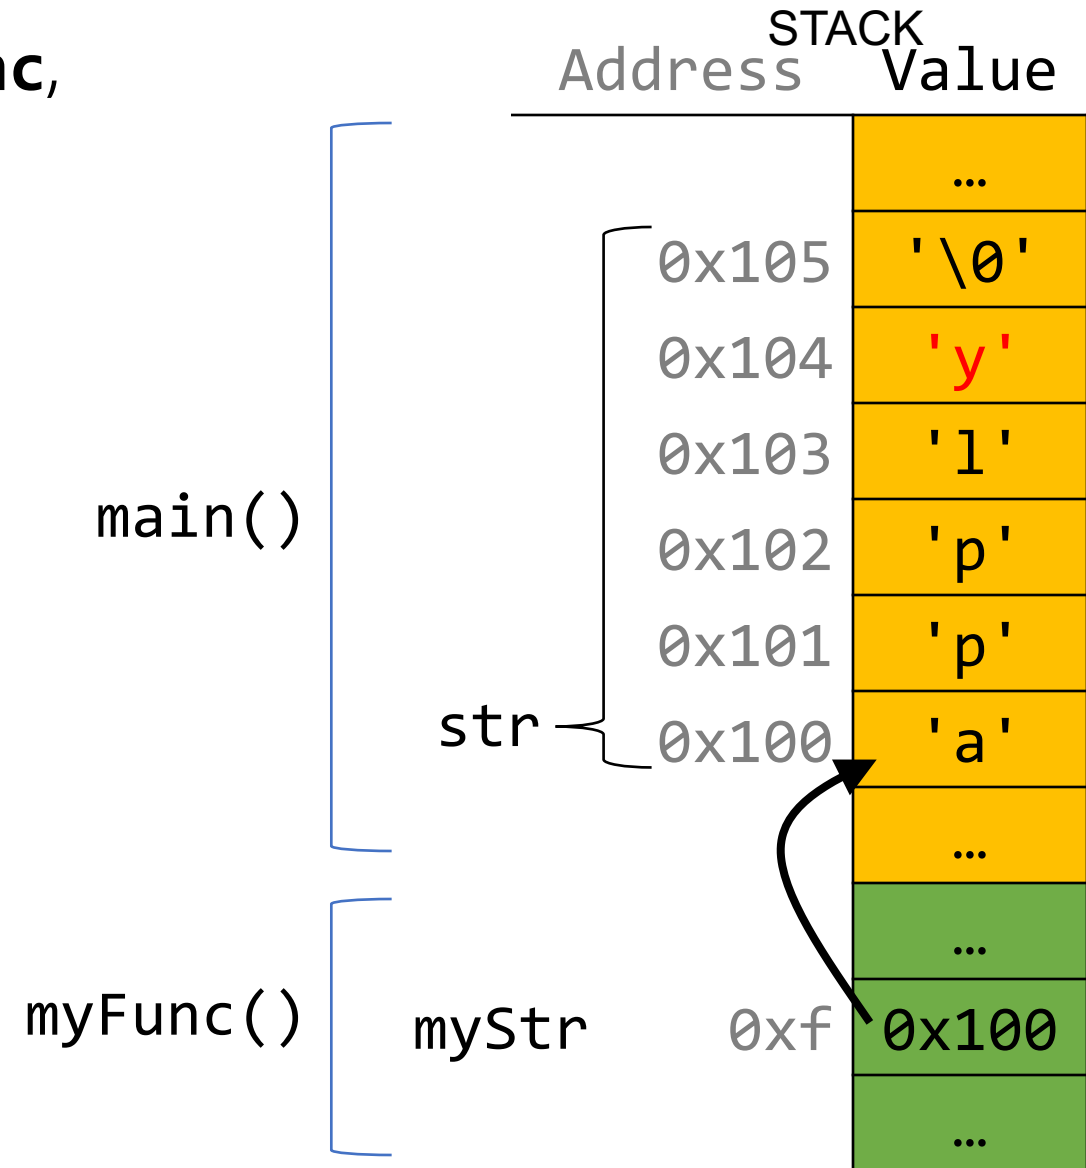 nc,
STACK
Address Value
…
0x105 '\0'
0x104 'y'
0x103 'l'
main()
0x102 'p'
0x101 'p'
str 0x100 'a'
…
…
myFunc() myStr 0xf 0x100
…